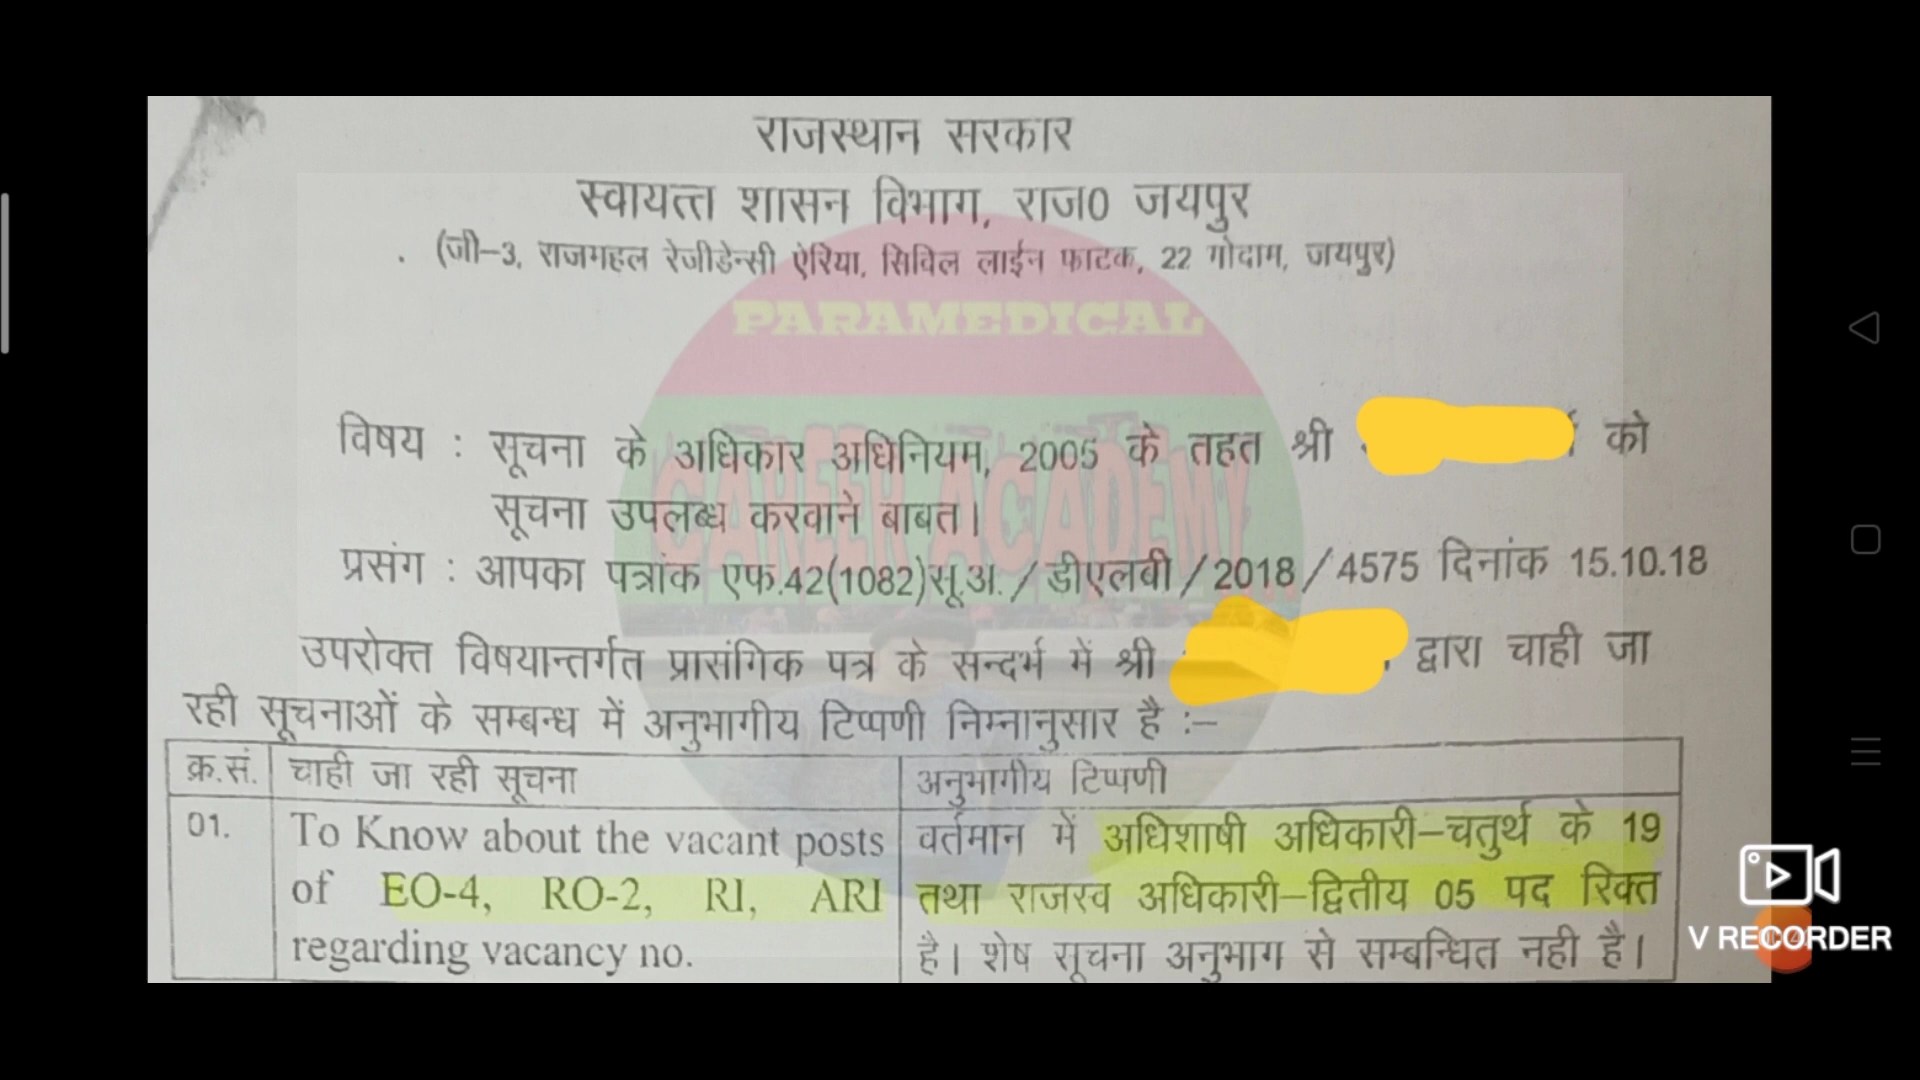 राजस्थान सरकार
स्वायत्त शासन विभाग, राज0 जयपुर
(जी–3, राजमहल रेजीडेन्सी ऐरिया, सिविल लाईन फाटक, 22 गोदाम, जयपुर)
PARAMEDICAL
विषय : सूचना के अधिकार अधिनियम, 2005 के तहत श्री को
CAREER ACADEMY
सूचना उपलब्ध करवाने बाबत।
प्रसंग : आपका पत्रांक एफ.42(1082)सू.अ./डीएलबी/2018/4575 दिनांक 15.10.18
उपरोक्त विषयान्तर्गत प्रासंगिक पत्र के सन्दर्भ में श्री द्वारा चाही जा
रही सूचनाओं के सम्बन्ध में अनुभागीय टिप्पणी निम्नानुसार है :–
क्र.सं. चाही जा रही सूचना अनुभागीय टिप्पणी
01. To Know about the vacant posts वर्तमान में अधिशाषी अधिकारी–चतुर्थ के 19
of EO-4, RO-2, RI, ARI तथा राजस्व अधिकारी–द्वितीय 05 पद रिक्त
regarding vacancy no. है। शेष सूचना अनुभाग से सम्बन्धित नही है।
V RECORDER